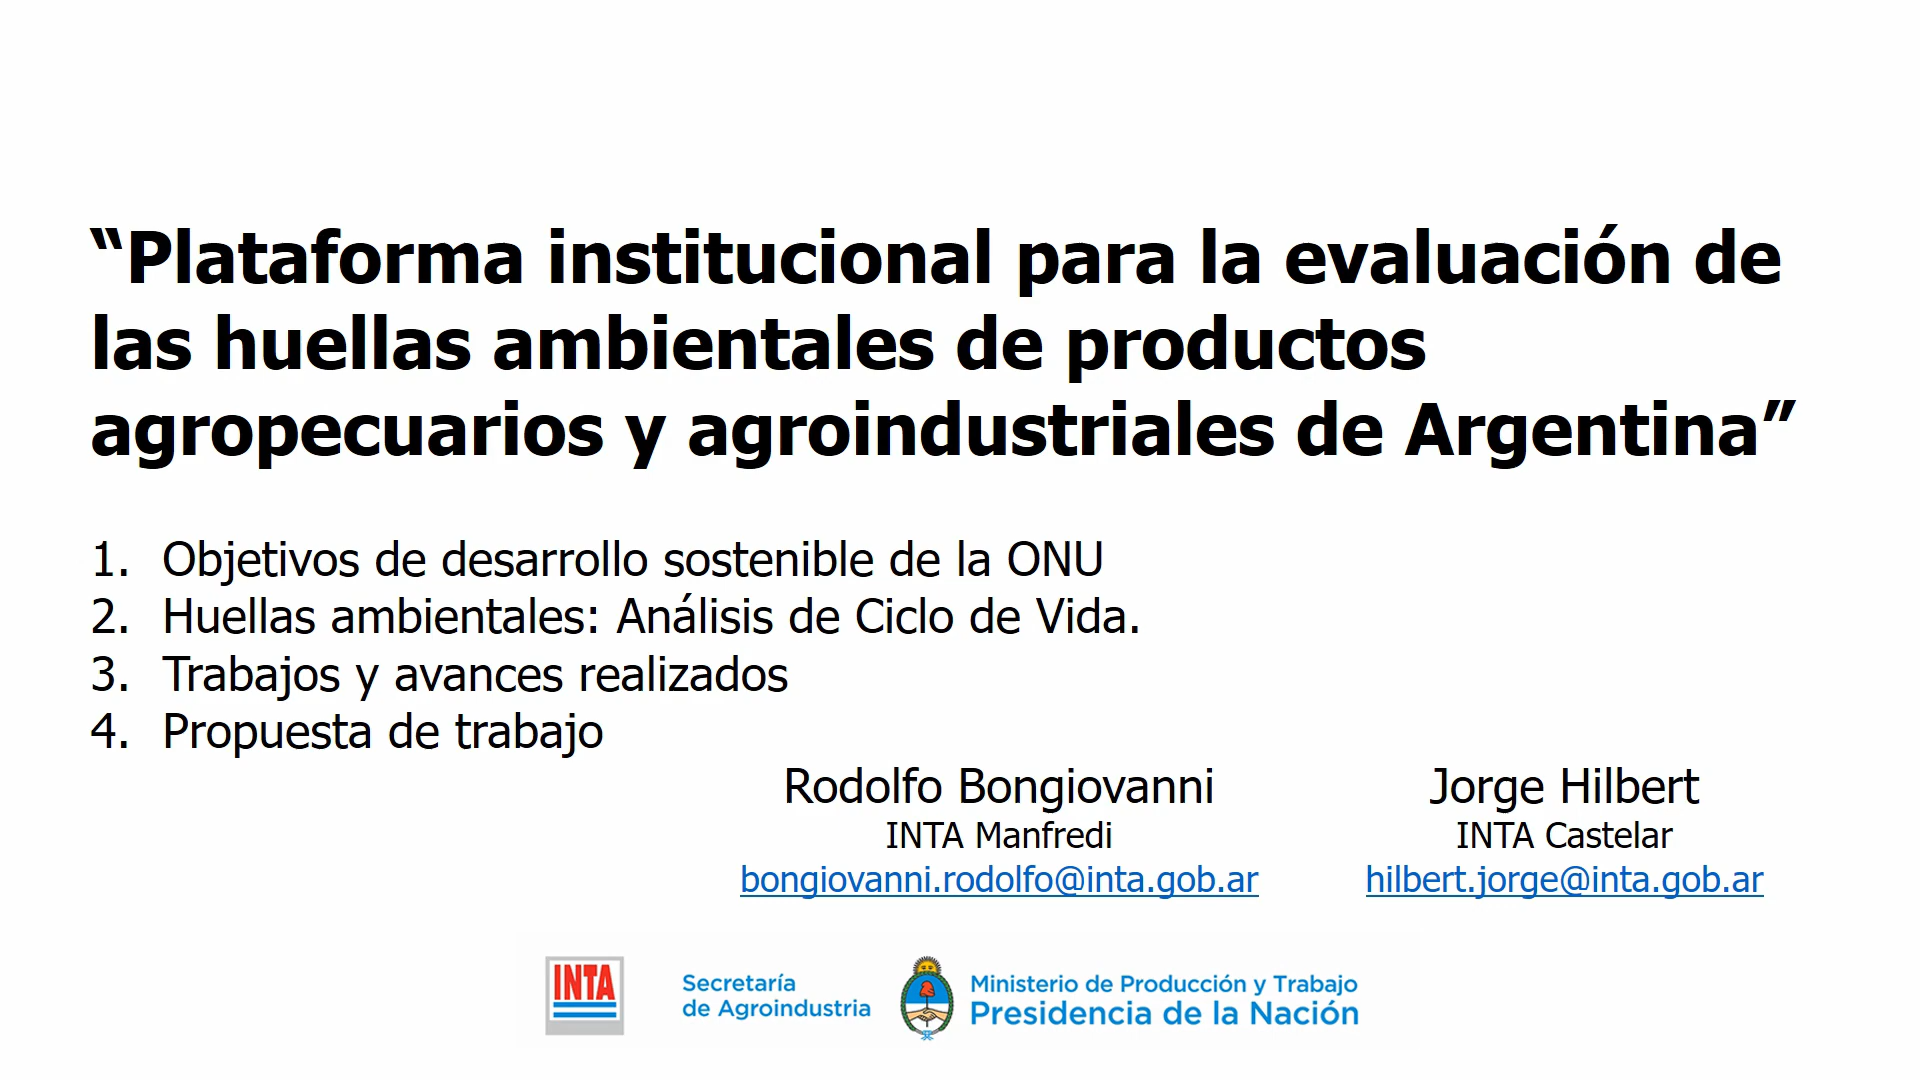 “Plataforma institucional para la evaluación de
las huellas ambientales de productos
agropecuarios y agroindustriales de Argentina”
1. Objetivos de desarrollo sostenible de la ONU
2. Huellas ambientales: Análisis de Ciclo de Vida.
3. Trabajos y avances realizados
4. Propuesta de trabajo
Rodolfo Bongiovanni
INTA Manfredi
bongiovanni.rodolfo@inta.gob.ar
Jorge Hilbert
INTA Castelar
hilbert.jorge@inta.gob.ar
INTA
Secretaría
de Agroindustria
Ministerio de Producción y Trabajo
Presidencia de la Nación